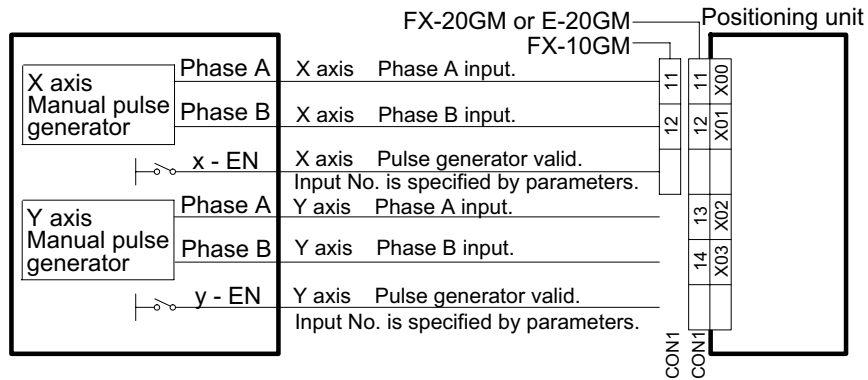 FX-20GM or E-20GM
Positioning unit
FX-10GM
X axis
Manual pulse
generator
Phase A
X axis Phase A input.
11
11
X00
Phase B
X axis Phase B input.
12
12
X01
x - EN
X axis Pulse generator valid.
Input No. is specified by parameters.
Y axis
Manual pulse
generator
Phase A
Y axis Phase A input.
13
X02
Phase B
Y axis Phase B input.
14
X03
y - EN
Y axis Pulse generator valid.
Input No. is specified by parameters.
CON1
CON1